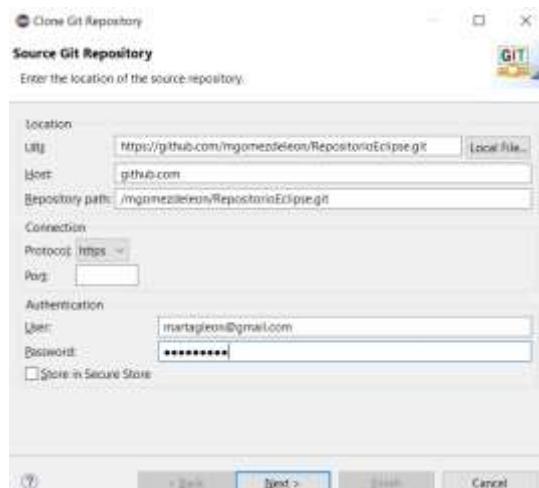 Clone Git Repository
Source Git Repository
Enter the location of the source repository.
GIT
Location
URI: https://github.com/mgomezdeleon/RepositorioEclipse.git Local File...
Host: github.com
Repository path: /mgomezdeleon/RepositorioEclipse.git
Connection
Protocol: https
Port:
Authentication
User: martagleon@gmail.com
Password: ●●●●●●●●●
Store in Secure Store
? < Back Next > Finish Cancel